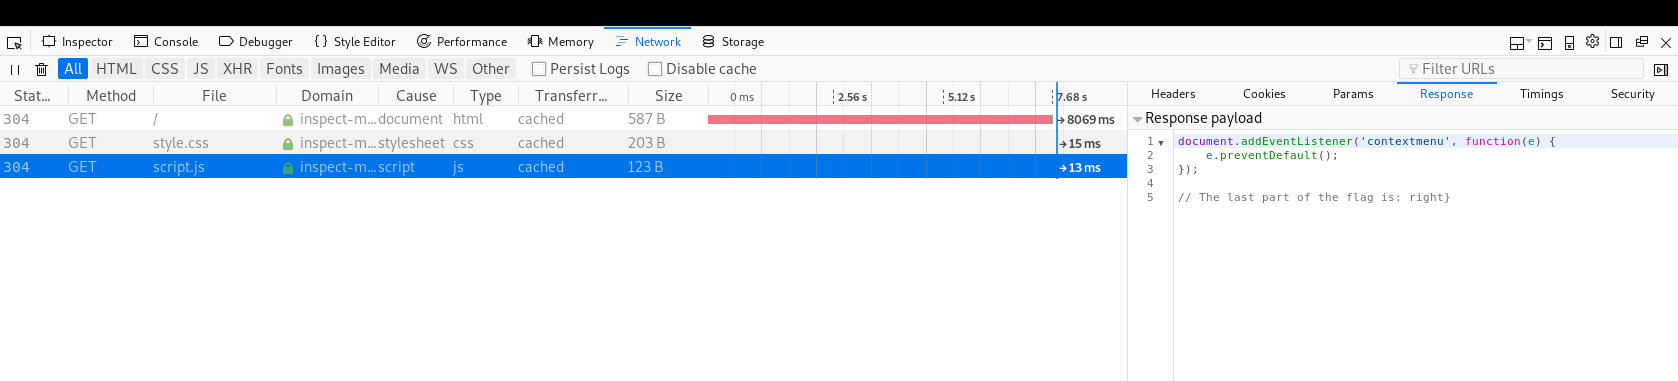 Inspector Console Debugger {} Style Editor Performance Memory Network Storage
All HTML CSS JS XHR Fonts Images Media WS Other Persist Logs Disable cache Filter URLs
Stat... Method File Domain Cause Type Transferr... Size 0 ms 2.56 s 5.12 s 7.68 s
304 GET / inspect-m... document html cached 587 B → 8069 ms
304 GET style.css inspect-m... stylesheet css cached 203 B → 15 ms
304 GET script.js inspect-m... script js cached 123 B → 13 ms
Headers Cookies Params Response Timings Security
Response payload
1 document.addEventListener('contextmenu', function(e) {
2     e.preventDefault();
3 });
4
5 // The last part of the flag is: right}